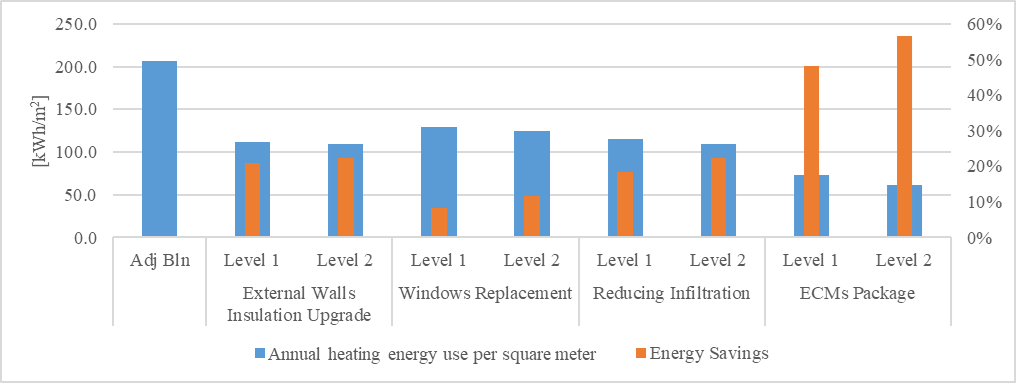 250.0
200.0
150.0
100.0
50.0
0.0
[kWh/m²]
60%
50%
40%
30%
20%
10%
0%
Adj Bln
Level 1
Level 2
Level 1
Level 2
Level 1
Level 2
Level 1
Level 2
External Walls
Insulation Upgrade
Windows Replacement
Reducing Infiltration
ECMs Package
Annual heating energy use per square meter
Energy Savings